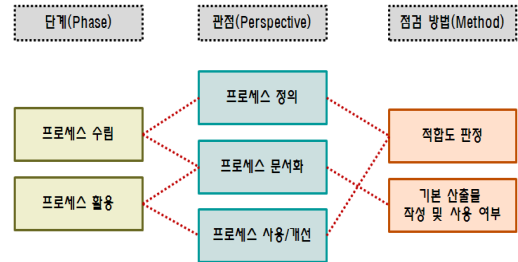 단계(Phase)
관점(Perspective)
점검 방법(Method)
프로세스 정의
프로세스 수립
적합도 판정
프로세스 문서화
프로세스 활용
기본 산출물
작성 및 사용 여부
프로세스 사용/개선